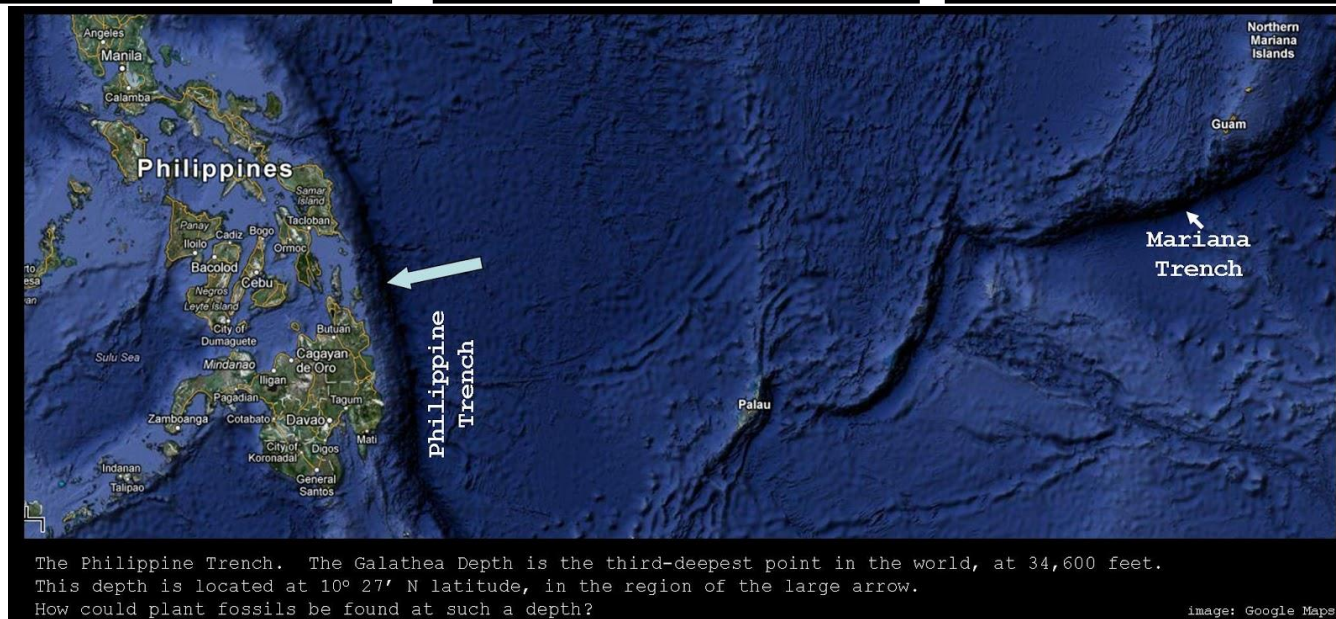 Angeles
Manila
Calamba
Philippines
Samar
Island
Panay
Iloilo
Cadiz
Bogo
Tacloban
Ormoc
Bacolod
Cebu
Negros
Leyte Island
City of
Dumaguete
Butuan
Sulu Sea
Mindanao
Cagayan
de Oro
Iligan
Pagadian
Tagum
Zamboanga
Cotabato
Davao
Mati
City of
Koronadal
Digos
General
Santos
Indanan
Talipao
Philippine
Trench
Palau
Mariana
Trench
Guam
Northern
Mariana
Islands
The Philippine Trench. The Galathea Depth is the third-deepest point in the world, at 34,600 feet.
This depth is located at 10º 27′ N latitude, in the region of the large arrow.
How could plant fossils be found at such a depth?
image: Google Maps